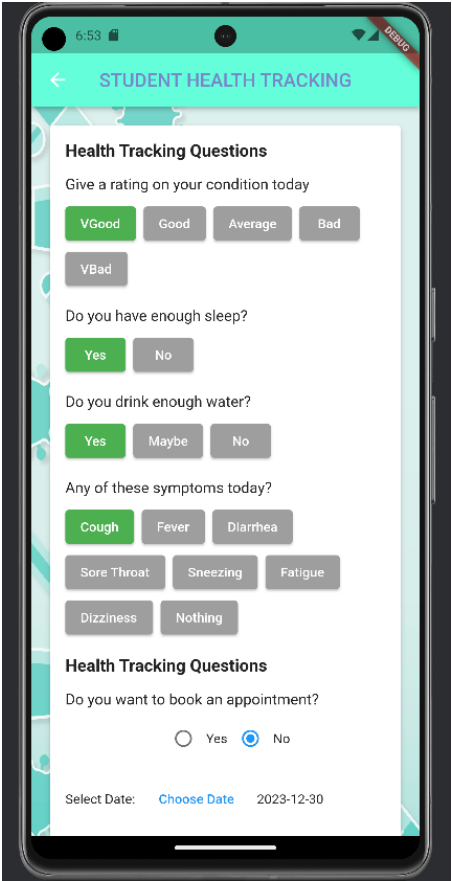 6:53
DEBUG
STUDENT HEALTH TRACKING
Health Tracking Questions
Give a rating on your condition today
VGood Good Average Bad
VBad
Do you have enough sleep?
Yes No
Do you drink enough water?
Yes Maybe No
Any of these symptoms today?
Cough Fever Diarrhea
Sore Throat Sneezing Fatigue
Dizziness Nothing
Health Tracking Questions
Do you want to book an appointment?
Yes No
Select Date: Choose Date 2023-12-30